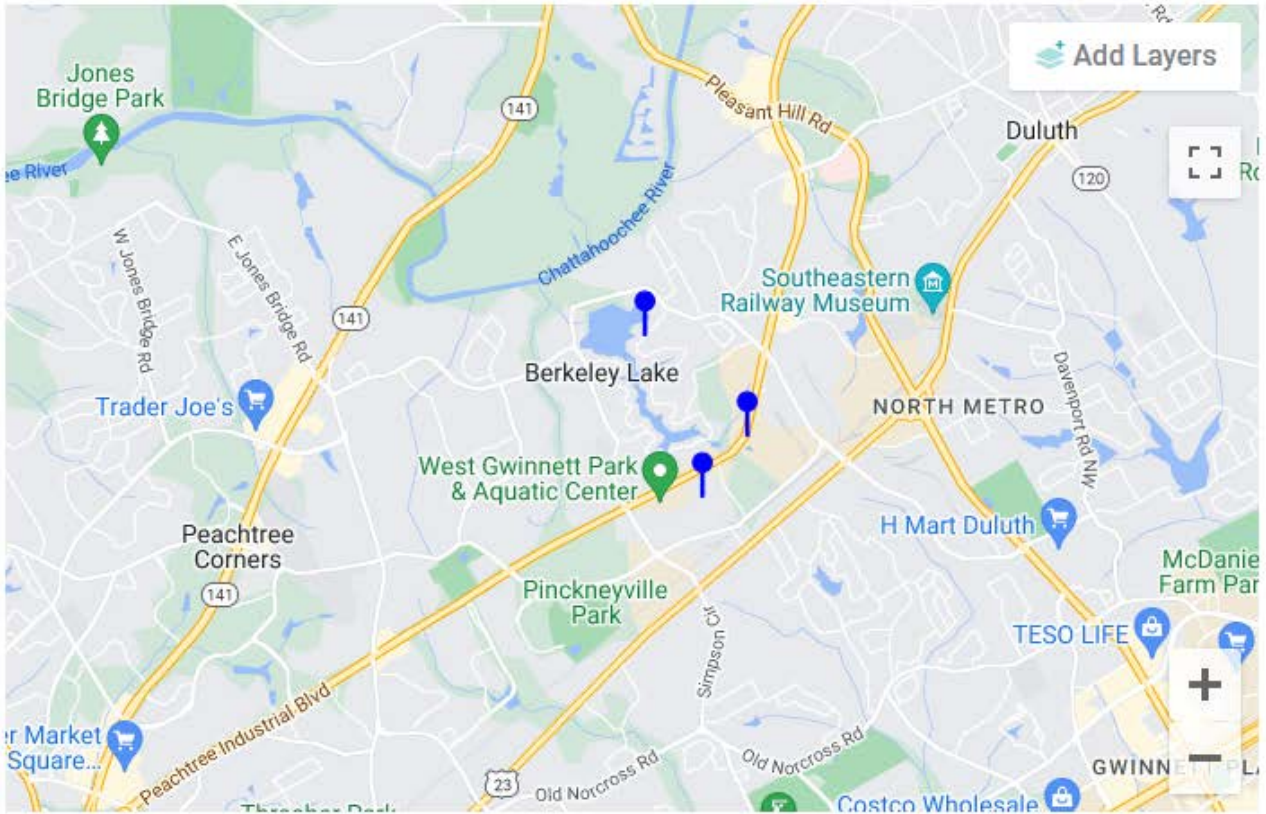 Add Layers
Jones
Bridge Park
141
Pleasant Hill Rd
Duluth
120
ee River
Chattahoochee River
W Jones Bridge Rd
E Jones Bridge Rd
Southeastern
Railway Museum
141
Berkeley Lake
Trader Joe's
NORTH METRO
Davenport Rd NW
West Gwinnett Park
& Aquatic Center
H Mart Duluth
Peachtree
Corners
McDanie
Farm Par
Pinckneyville
Park
141
TESO LIFE
Simpson Cir
Peachtree Industrial Blvd
er Market
Square...
Old Norcross Rd
23
Old Norcross Rd
GWINNETT PLA
Costco Wholesale